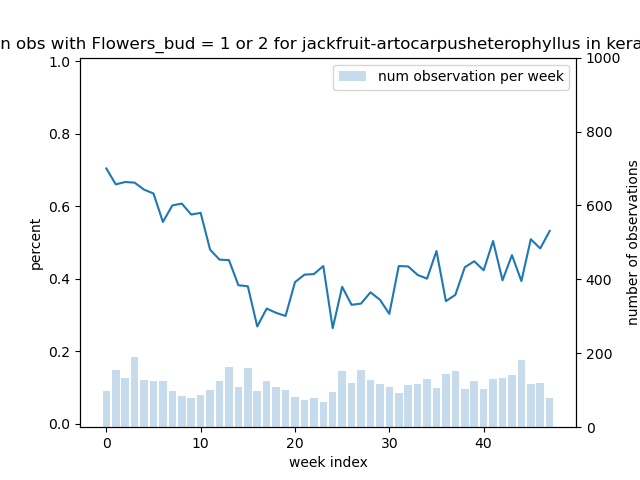 n obs with Flowers_bud = 1 or 2 for jackfruit-artocarpusheterophyllus in kera
num observation per week
percent
1.0
0.8
0.6
0.4
0.2
0.0
1000
800
600
400
200
0
number of observations
0 10 20 30 40
week index